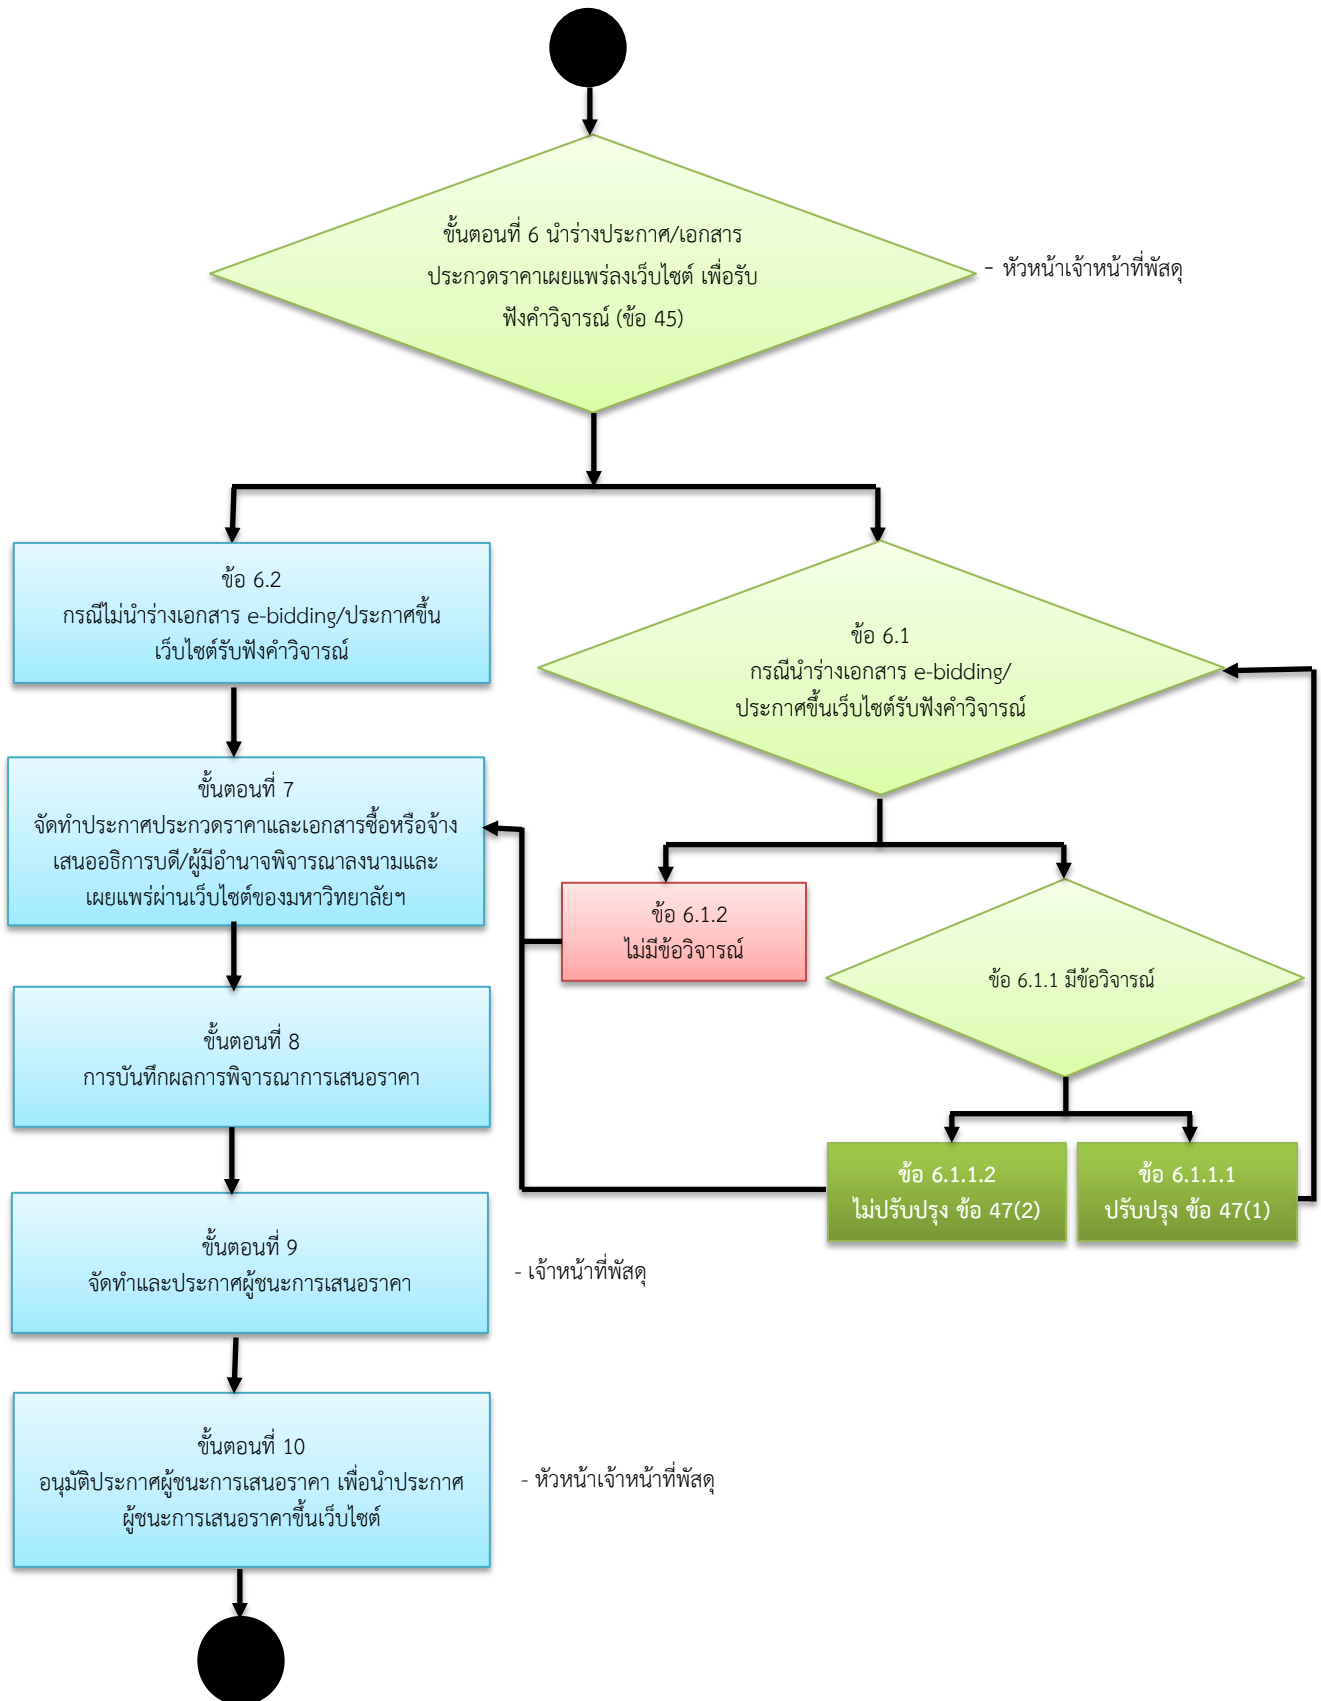 ขั้นตอนที่ 6 นำร่างประกาศ/เอกสาร
ประกวดราคาเผยแพร่ลงเว็บไซต์ เพื่อรับ
ฟังคำวิจารณ์ (ข้อ 45)
- หัวหน้าเจ้าหน้าที่พัสดุ
ข้อ 6.2
กรณีไม่นำร่างเอกสาร e-bidding/ประกาศขึ้น
เว็บไซต์รับฟังคำวิจารณ์
ข้อ 6.1
กรณีนำร่างเอกสาร e-bidding/
ประกาศขึ้นเว็บไซต์รับฟังคำวิจารณ์
ขั้นตอนที่ 7
จัดทำประกาศประกวดราคาและเอกสารซื้อหรือจ้าง
เสนออธิการบดี/ผู้มีอำนาจพิจารณาลงนามและ
เผยแพร่ผ่านเว็บไซต์ของมหาวิทยาลัยฯ
ข้อ 6.1.2
ไม่มีข้อวิจารณ์
ข้อ 6.1.1 มีข้อวิจารณ์
ขั้นตอนที่ 8
การบันทึกผลการพิจารณาการเสนอราคา
ข้อ 6.1.1.2
ไม่ปรับปรุง ข้อ 47(2)
ข้อ 6.1.1.1
ปรับปรุง ข้อ 47(1)
ขั้นตอนที่ 9
จัดทำและประกาศผู้ชนะการเสนอราคา
- เจ้าหน้าที่พัสดุ
ขั้นตอนที่ 10
อนุมัติประกาศผู้ชนะการเสนอราคา เพื่อนำประกาศ
ผู้ชนะการเสนอราคาขึ้นเว็บไซต์
- หัวหน้าเจ้าหน้าที่พัสดุ